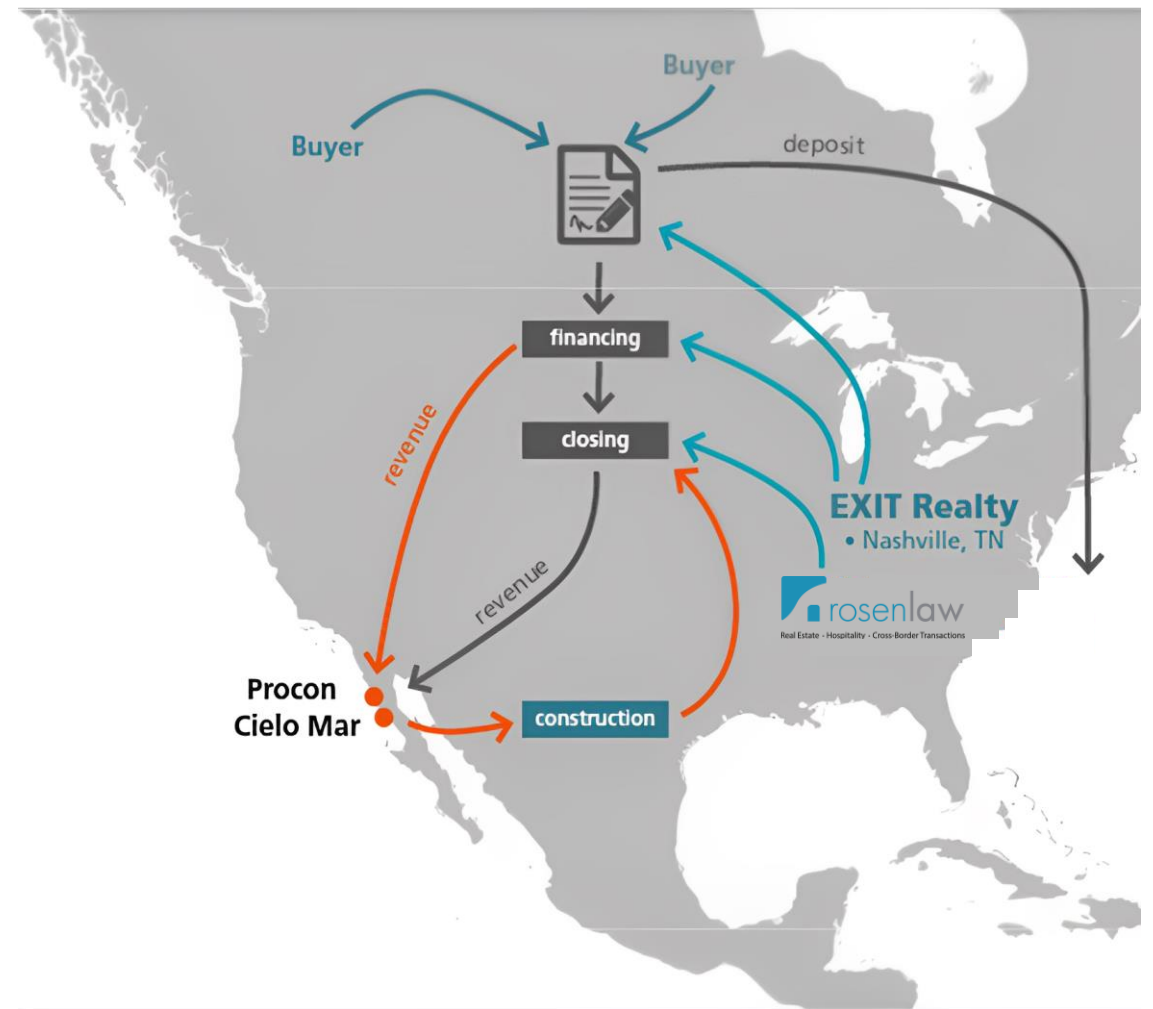 Buyer
Buyer
deposit
financing
revenue
closing
EXIT Realty
• Nashville, TN
revenue
rosenlaw
Real Estate - Hospitality - Cross-Border Transactions
Procon
Cielo Mar
construction